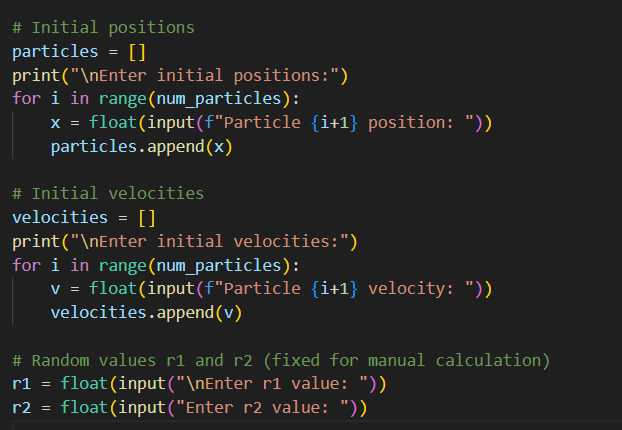 # Initial positions
particles = []
print("\nEnter initial positions:")
for i in range(num_particles):
    x = float(input(f"Particle {i+1} position: "))
    particles.append(x)

# Initial velocities
velocities = []
print("\nEnter initial velocities:")
for i in range(num_particles):
    v = float(input(f"Particle {i+1} velocity: "))
    velocities.append(v)

# Random values r1 and r2 (fixed for manual calculation)
r1 = float(input("\nEnter r1 value: "))
r2 = float(input("Enter r2 value: "))